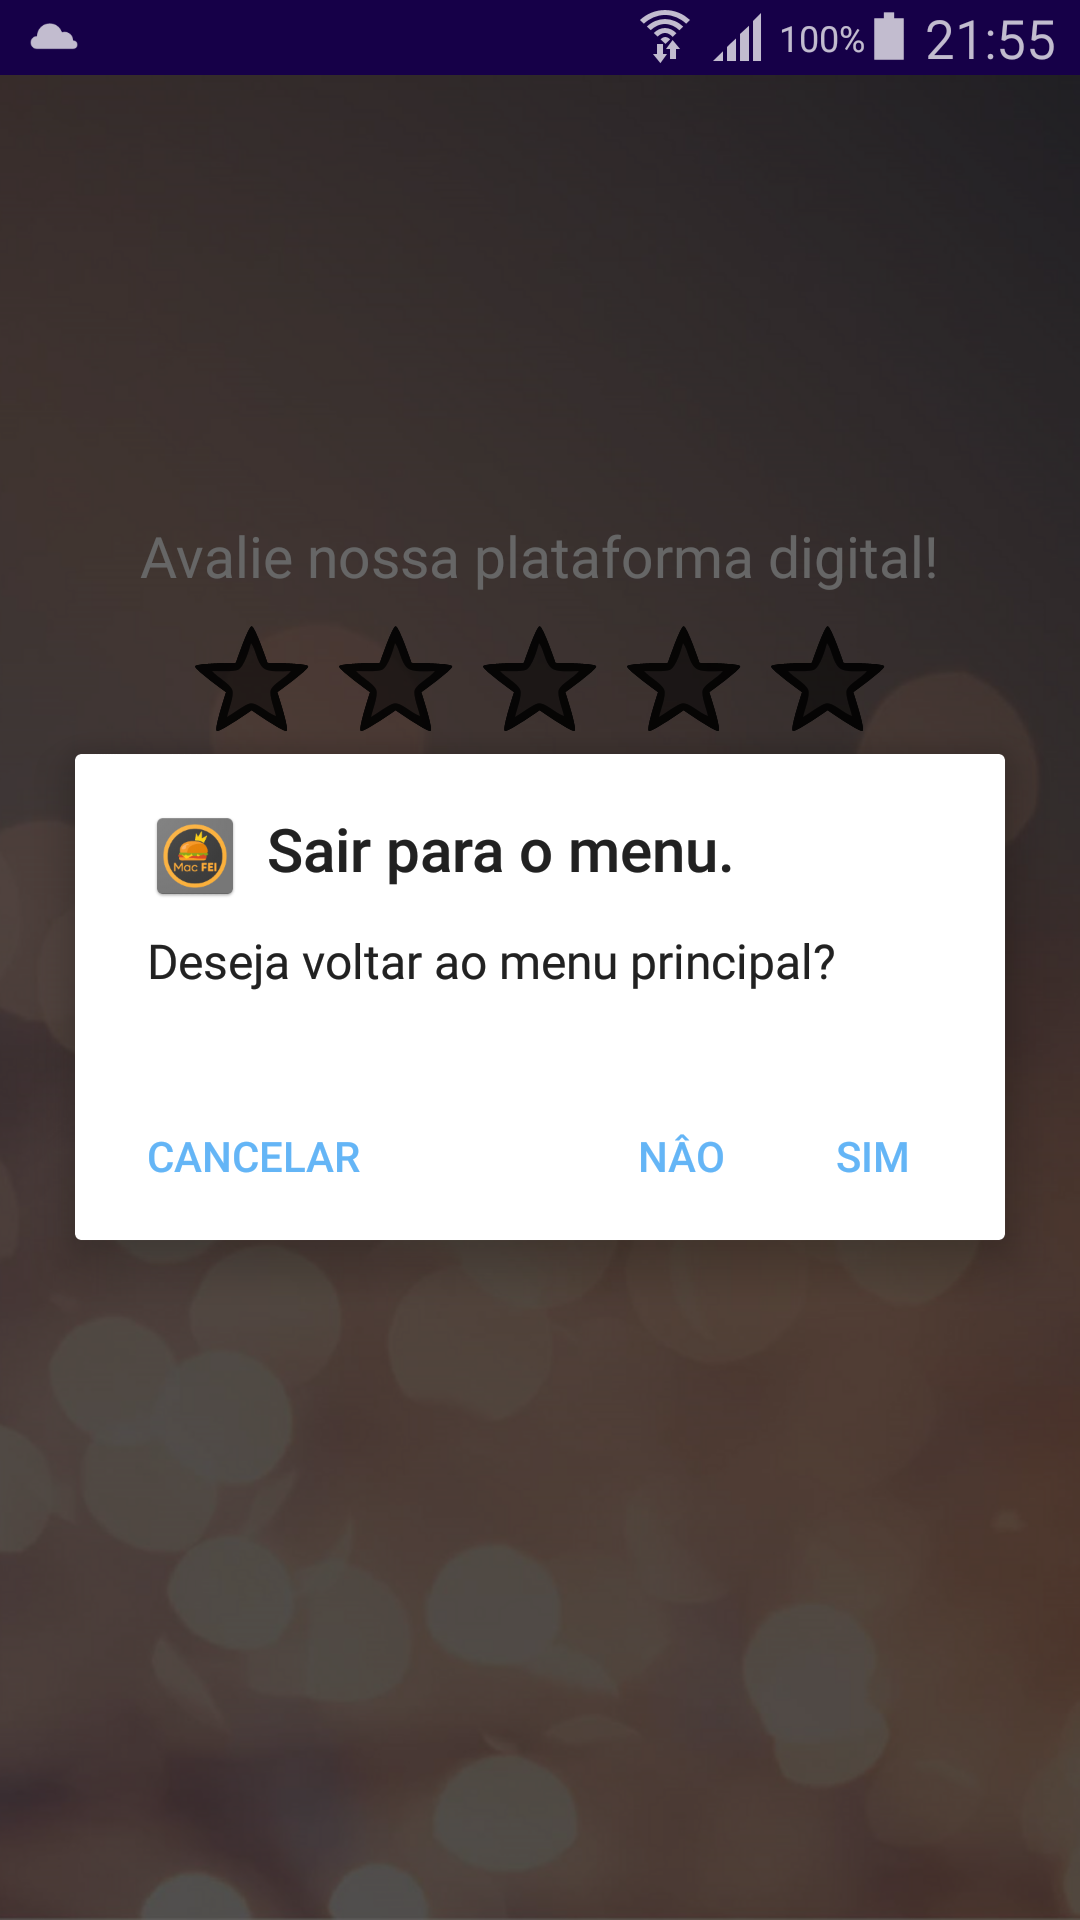 100% 21:55
Avalie nossa plataforma digital!
Mac FEI
Sair para o menu.
Deseja voltar ao menu principal?
CANCELAR NÂO SIM